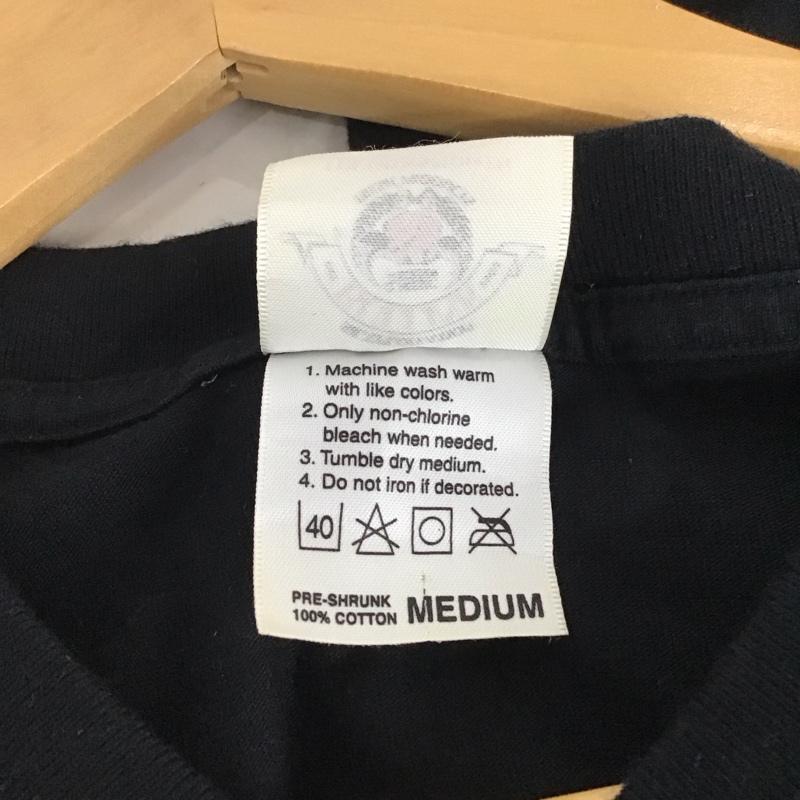 1. Machine wash warm
with like colors.
2. Only non-chlorine
bleach when needed.
3. Tumble dry medium.
4. Do not iron if decorated.
40
PRE-SHRUNK
100% COTTON MEDIUM